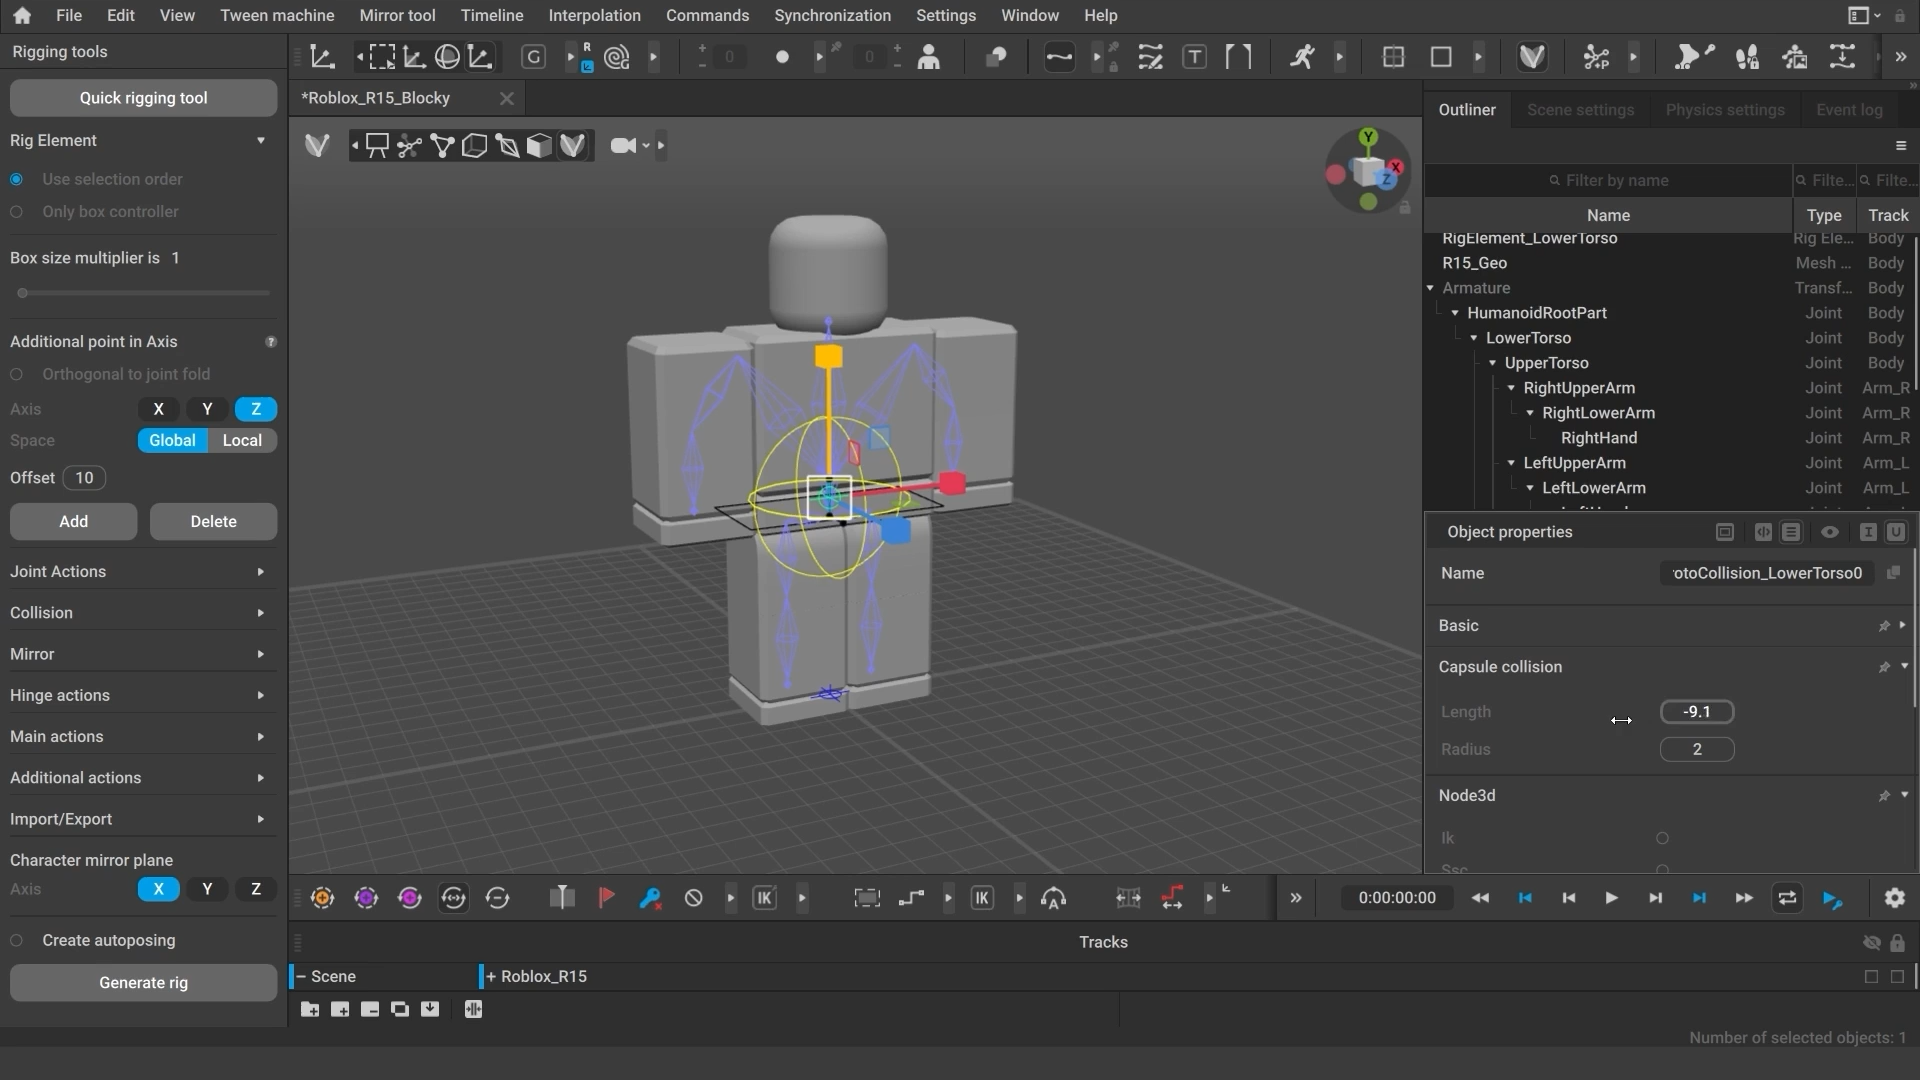 File Edit View Tween machine Mirror tool Timeline Interpolation Commands Synchronization Settings Window Help
Rigging tools
Quick rigging tool
Rig Element
Use selection order
Only box controller
Box size multiplier is 1
Additional point in Axis
Orthogonal to joint fold
Axis X Y Z
Space Global Local
Offset 10
Add Delete
Joint Actions
Collision
Mirror
Hinge actions
Main actions
Additional actions
Import/Export
Character mirror plane
Axis X Y Z
Create autoposing
Generate rig
G R 0 0 T P
*Roblox_R15_Blocky
Y X Z
Outliner Scene settings Physics settings Event log
Filter by name Filte... Filte...
Name Type Track
RigElement_LowerTorso Rig Ele... Body
R15_Geo Mesh ... Body
Armature Transf... Body
HumanoidRootPart Joint Body
LowerTorso Joint Body
UpperTorso Joint Body
RightUpperArm Joint Arm_R
RightLowerArm Joint Arm_R
RightHand Joint Arm_R
LeftUpperArm Joint Arm_L
LeftLowerArm Joint Arm_L
Object properties I U
Name otoCollision_LowerTorso0
Basic
Capsule collision
Length -9.1
Radius 2
Node3d
Ik
Ssc
IK IK A 0:00:00:00
Tracks
Scene Roblox_R15
Number of selected objects: 1